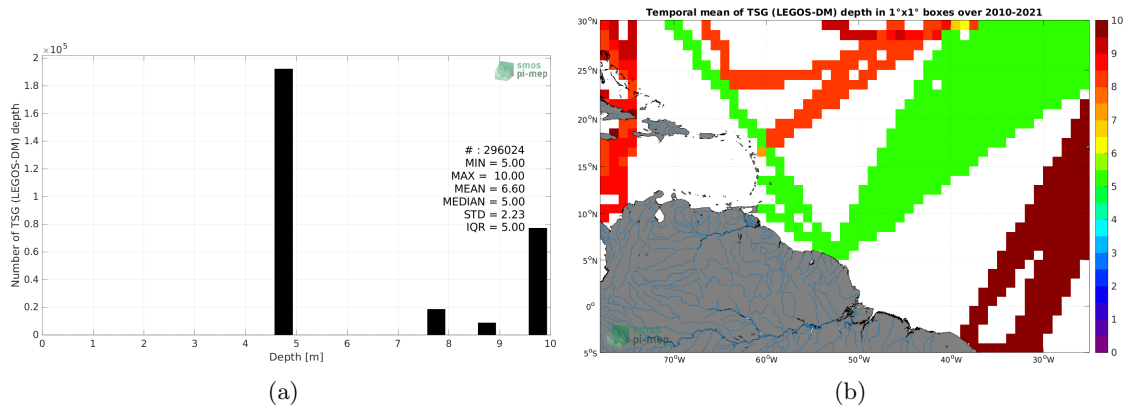 ×10⁵
2
1.8
1.6
1.4
1.2
1
0.8
0.6
0.4
0.2
0
Number of TSG (LEGOS-DM) depth
smos
pi-mep
# : 296024
MIN = 5.00
MAX = 10.00
MEAN = 6.60
MEDIAN = 5.00
STD = 2.23
IQR = 5.00
0 1 2 3 4 5 6 7 8 9 10
Depth [m]
(a)
Temporal mean of TSG (LEGOS-DM) depth in 1°x1° boxes over 2010-2021
30°N
25°N
20°N
15°N
10°N
5°N
0°
5°S
smos
pi-mep
70°W 60°W 50°W 40°W 30°W
10
9
8
7
6
5
4
3
2
1
0
(b)